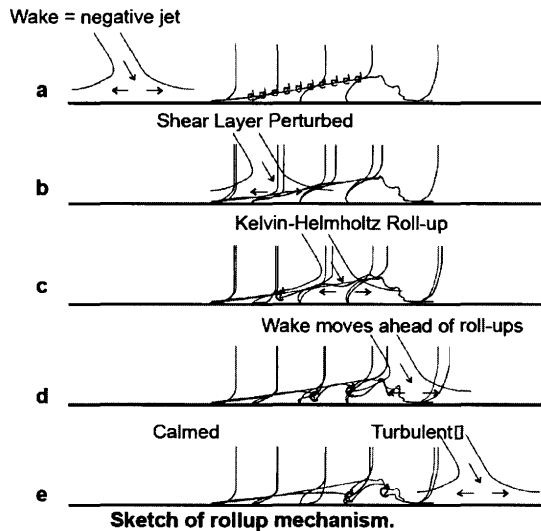 Wake = negative jet
a
Shear Layer Perturbed
b
Kelvin-Helmholtz Roll-up
c
Wake moves ahead of roll-ups
d
Calmed Turbulent▯
e
Sketch of rollup mechanism.